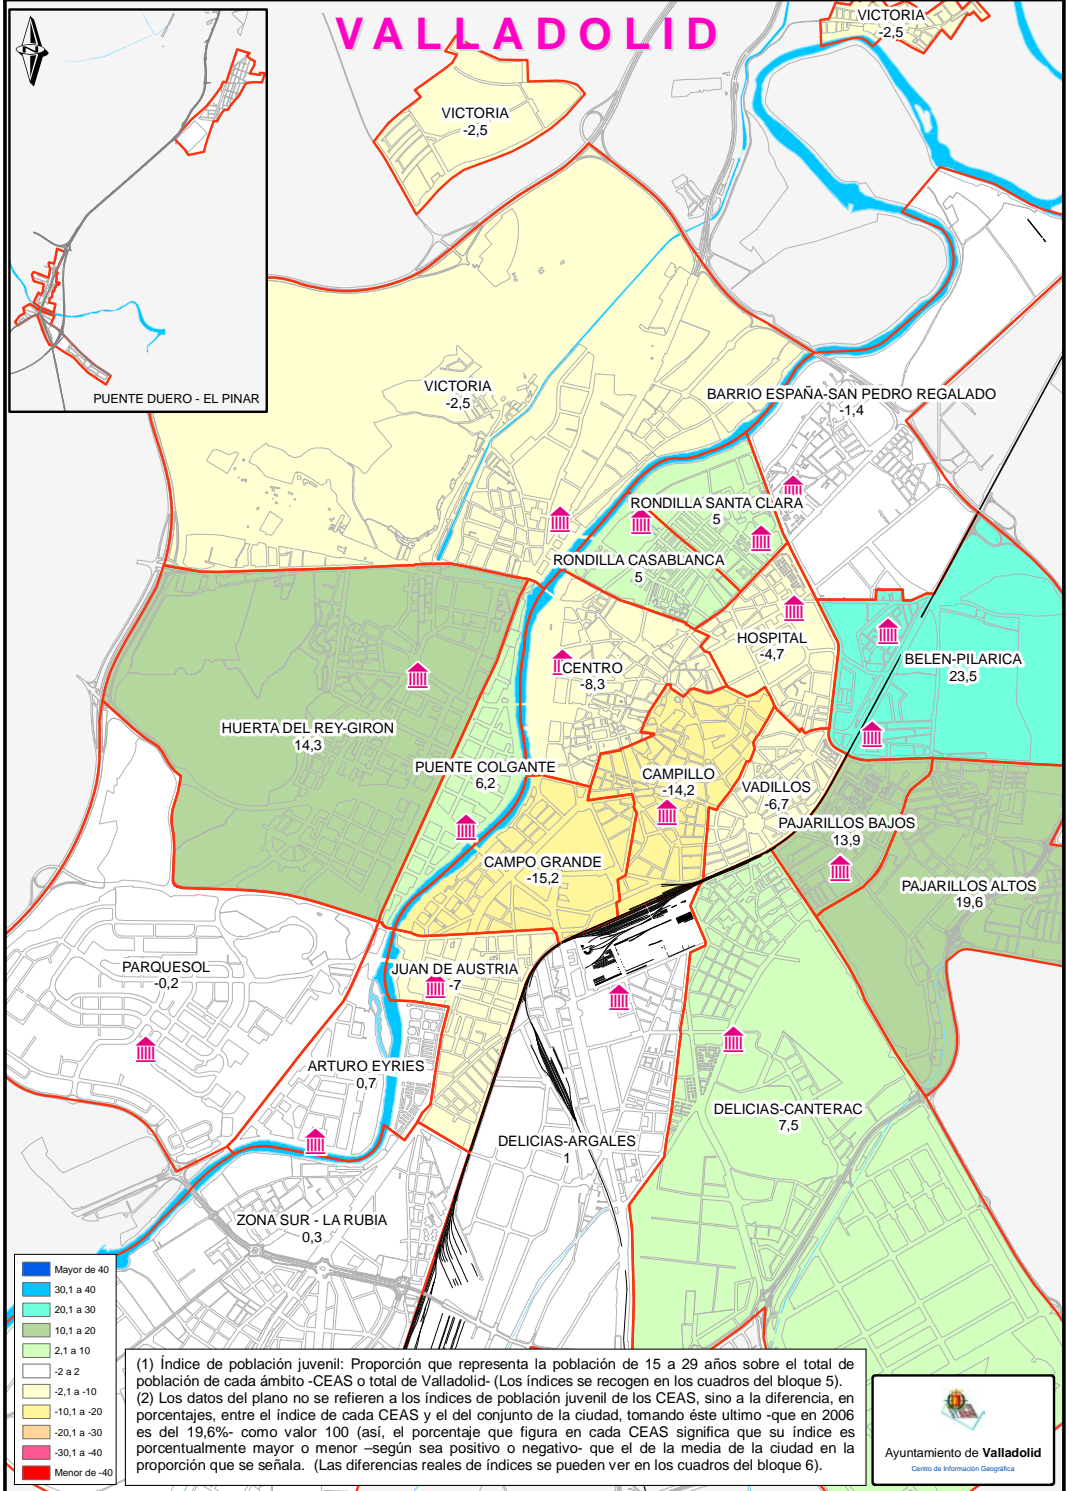 VALLADOLID
VICTORIA
-2,5
VICTORIA
-2,5
PUENTE DUERO - EL PINAR
VICTORIA
-2,5
BARRIO ESPAÑA-SAN PEDRO REGALADO
-1,4
RONDILLA SANTA CLARA
5
RONDILLA CASABLANCA
5
HOSPITAL
-4,7
BELEN-PILARICA
23,5
CENTRO
-8,3
HUERTA DEL REY-GIRON
14,3
PUENTE COLGANTE
6,2
CAMPILLO
-14,2
VADILLOS
-6,7
PAJARILLOS BAJOS
13,9
CAMPO GRANDE
-15,2
PAJARILLOS ALTOS
19,6
PARQUESOL
-0,2
JUAN DE AUSTRIA
-7
ARTURO EYRIES
0,7
DELICIAS-CANTERAC
7,5
DELICIAS-ARGALES
1
ZONA SUR - LA RUBIA
0,3
Mayor de 40
30,1 a 40
20,1 a 30
10,1 a 20
2,1 a 10
-2 a 2
-2,1 a -10
-10,1 a -20
-20,1 a -30
-30,1 a -40
Menor de -40
(1) Índice de población juvenil: Proporción que representa la población de 15 a 29 años sobre el total de
población de cada ámbito -CEAS o total de Valladolid- (Los índices se recogen en los cuadros del bloque 5).
(2) Los datos del plano no se refieren a los índices de población juvenil de los CEAS, sino a la diferencia, en
porcentajes, entre el índice de cada CEAS y el del conjunto de la ciudad, tomando éste ultimo -que en 2006
es del 19,6%- como valor 100 (así, el porcentaje que figura en cada CEAS significa que su índice es
porcentualmente mayor o menor –según sea positivo o negativo- que el de la media de la ciudad en la
proporción que se señala. (Las diferencias reales de índices se pueden ver en los cuadros del bloque 6).
Ayuntamiento de Valladolid
Centro de Información Geográfica